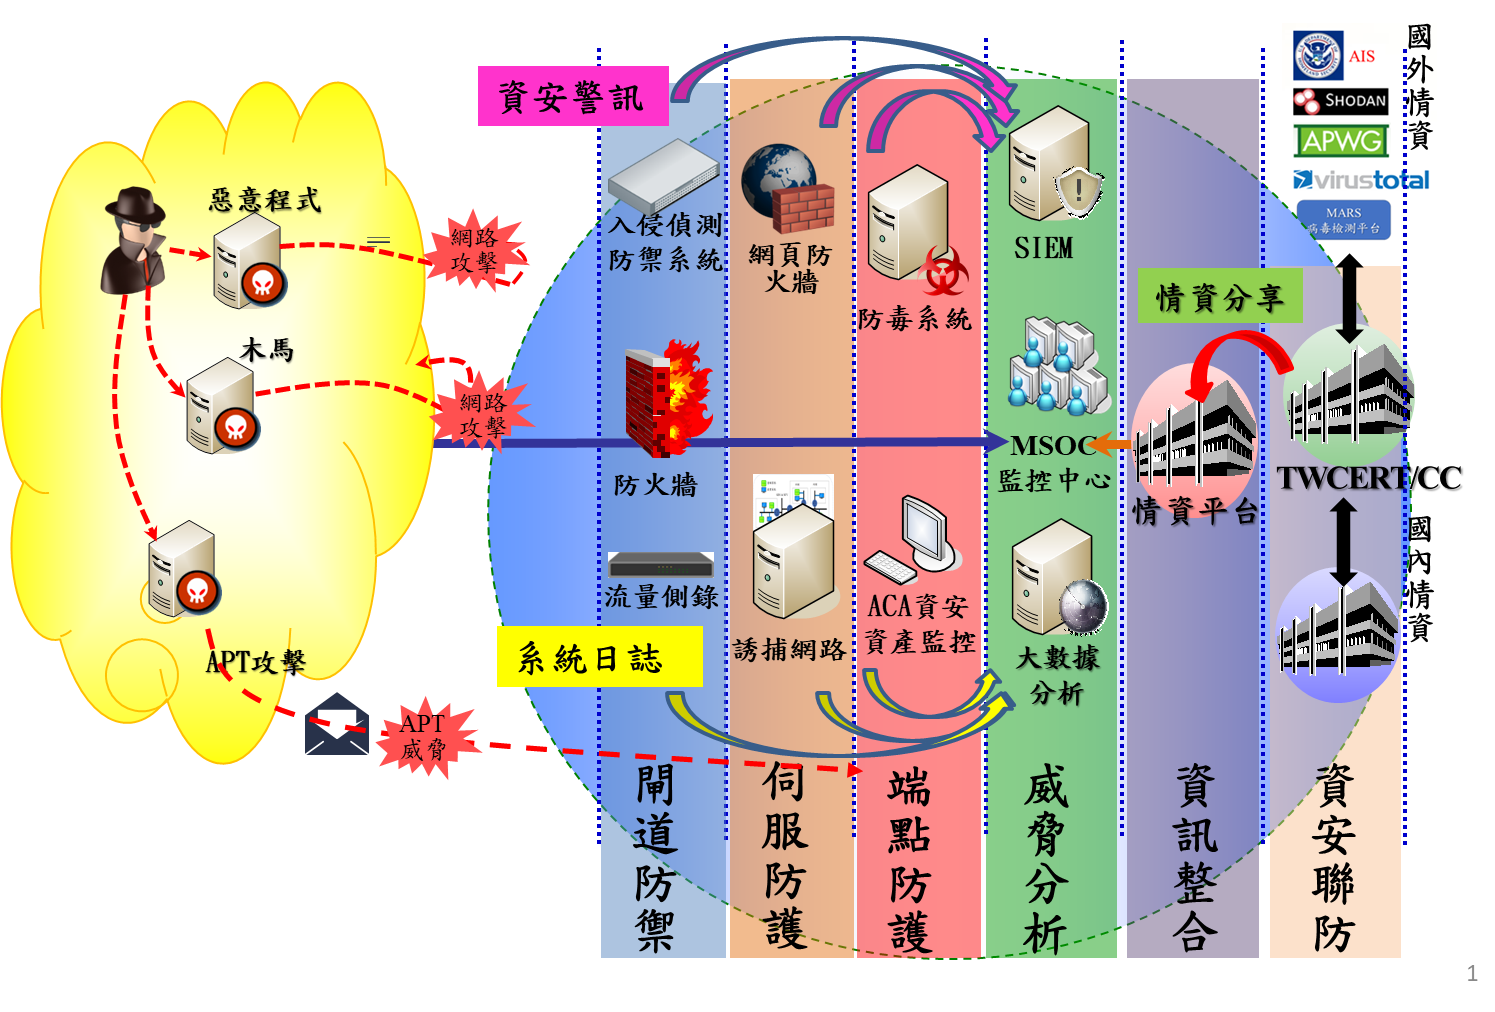 惡意程式
木馬
APT攻擊
網路
攻擊
網路
攻擊
APT
威脅
資安警訊
系統日誌
入侵偵測
防禦系統
防火牆
流量側錄
閘道防禦
網頁防
火牆
誘捕網路
伺服防護
防毒系統
ACA資安
資產監控
端點防護
SIEM
MSOC
監控中心
大數據
分析
威脅分析
情資分享
情資平台
資訊整合
AIS
SHODAN
APWG
virustotal
MARS
病毒檢測平台
國外情資
TWCERT/CC
國內情資
資安聯防
1